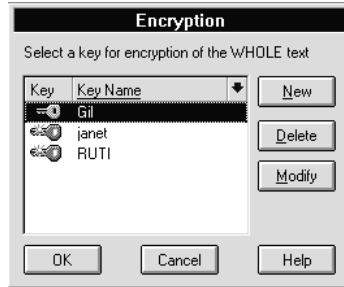 Encryption
Select a key for encryption of the WHOLE text
Key Key Name
New
Gil
janet
Delete
RUTI
Modify
OK Cancel Help